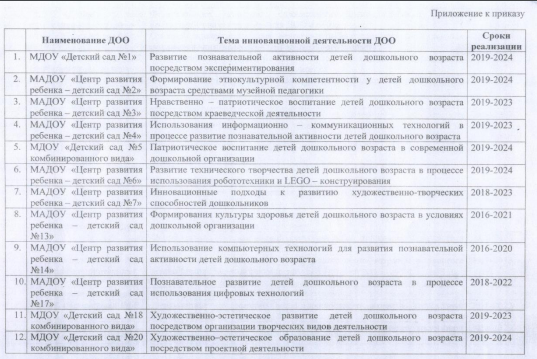 Приложение к приказу
Наименование ДОО Тема инновационной деятельности ДОО Сроки
реализации
1. МДОУ «Детский сад №1» Развитие познавательной активности детей дошкольного возраста 2019-2024
посредством экспериментирования
2. МАДОУ «Центр развития Формирование этнокультурной компетентности у детей дошкольного 2019-2024
ребенка – детский сад №2» возраста средствами музейной педагогики
3. МАДОУ «Центр развития Нравственно – патриотическое воспитание детей дошкольного возраста 2019-2023
ребенка – детский сад №3» посредством краеведческой деятельности
4. МАДОУ «Центр развития Использования информационно – коммуникационных технологий в 2019-2023
ребенка – детский сад №4» процессе развитие познавательной активности детей дошкольного возраста
5. МДОУ «Детский сад №5 Патриотическое воспитание детей дошкольного возраста в современной 2019-2024
комбинированного вида» дошкольной организации
6. МАДОУ «Центр развития Развитие технического творчества детей дошкольного возраста в процессе 2019-2024
ребенка – детский сад №6» использования робототехники и LEGO – конструирования
7. МАДОУ «Центр развития Инновационные подходы к развитию художественно-творческих 2018-2023
ребенка – детский сад №7» способностей дошкольников
8. МАДОУ «Центр развития Формирования культуры здоровья детей дошкольного возраста в условиях 2016-2021
ребенка – детский сад дошкольной организации
№13»
9. МАДОУ «Центр развития Использование компьютерных технологий для развития познавательной 2016-2020
ребенка – детский сад активности детей дошкольного возраста
№14»
10. МАДОУ «Центр развития Познавательное развитие детей дошкольного возраста в процессе 2018-2022
ребенка – детский сад использования цифровых технологий
№17»
11. МДОУ «Детский сад №18 Художественно-эстетическое развитие детей дошкольного возраста 2019-2023
комбинированного вида» посредством организации творческих видов деятельности
12. МДОУ «Детский сад №20 Художественно-эстетическое образование детей дошкольного возраста 2019-2024
комбинированного вида» посредством проектной деятельности